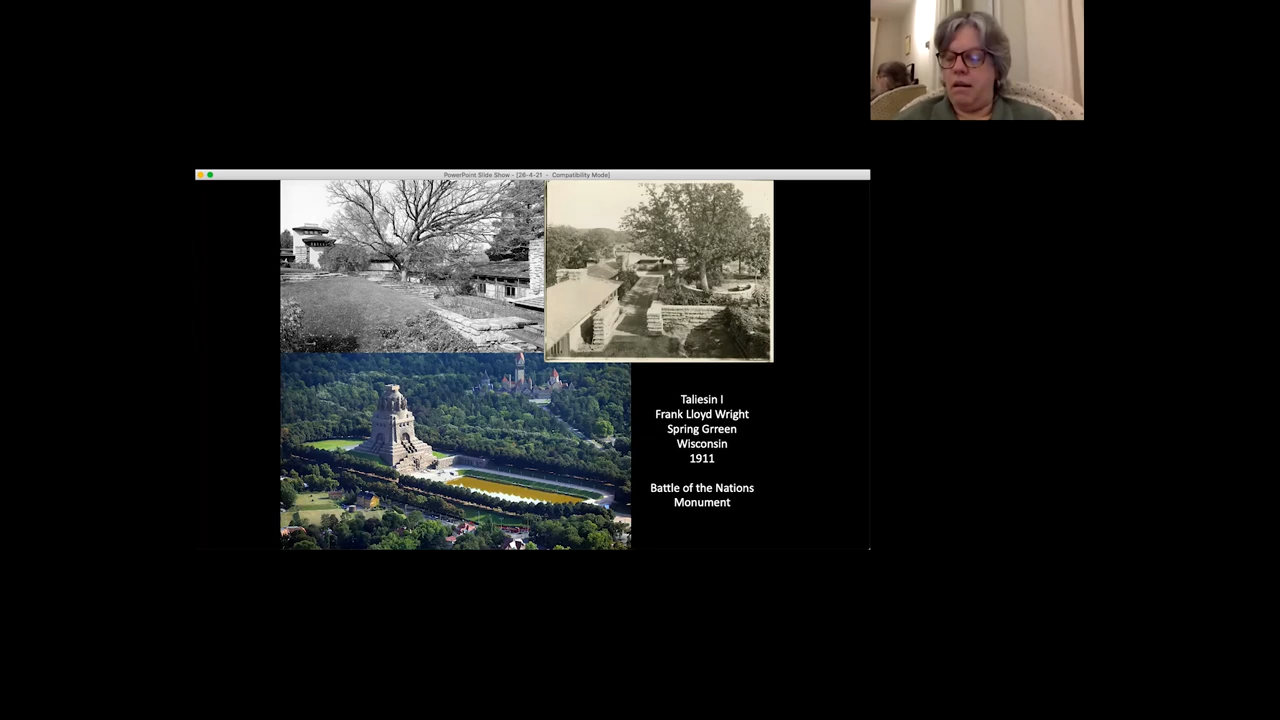 PowerPoint Slide Show - [26-4-21 - Compatibility Mode]
Taliesin I
Frank Lloyd Wright
Spring Grreen
Wisconsin
1911
Battle of the Nations
Monument